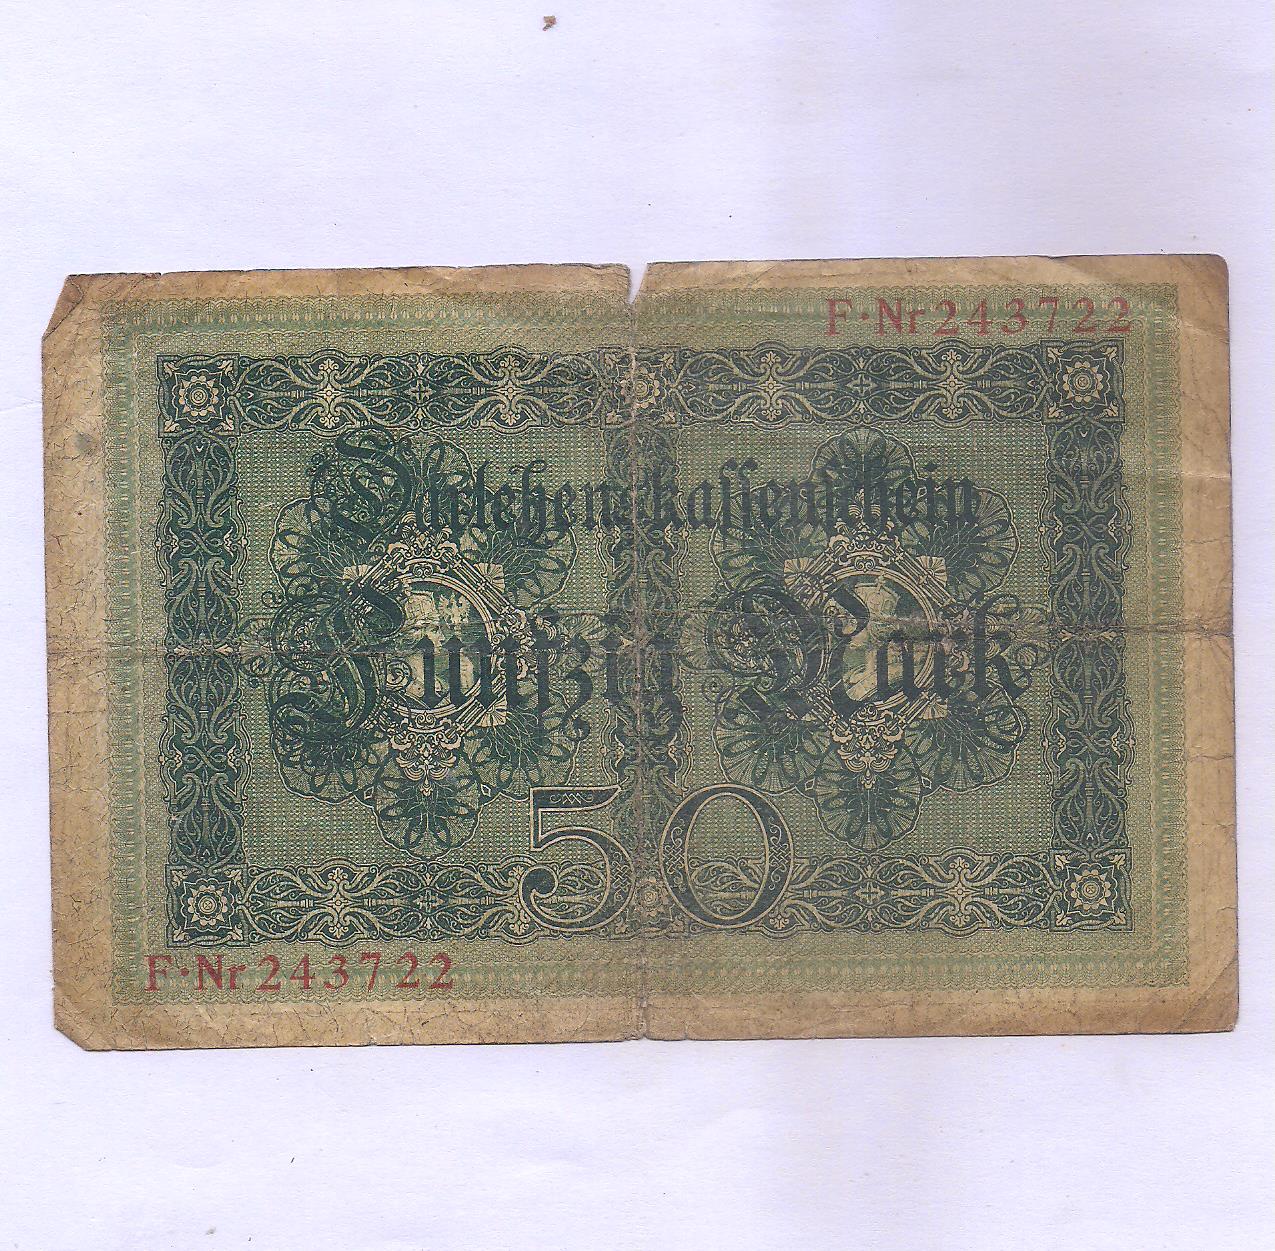 F·Nr 243722
Darlehenskassenschein
Fünfzig Mark
50
F·Nr 243722